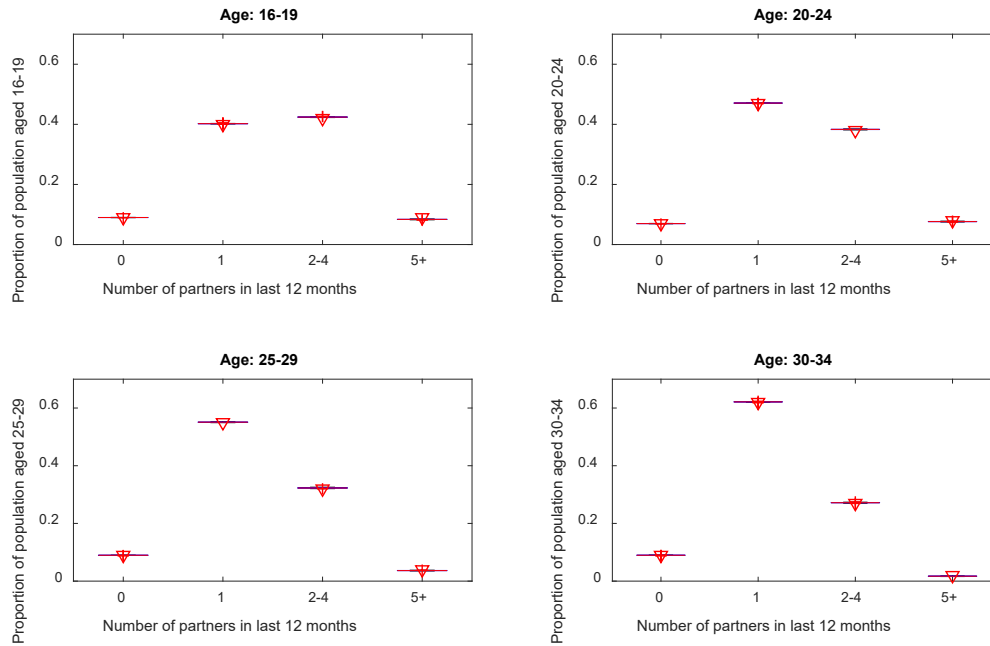 Age: 16-19
Proportion of population aged 16-19
0.6
0.4
0.2
0
0 1 2-4 5+
Number of partners in last 12 months
Age: 20-24
Proportion of population aged 20-24
0.6
0.4
0.2
0
0 1 2-4 5+
Number of partners in last 12 months
Age: 25-29
Proportion of population aged 25-29
0.6
0.4
0.2
0
0 1 2-4 5+
Number of partners in last 12 months
Age: 30-34
Proportion of population aged 30-34
0.6
0.4
0.2
0
0 1 2-4 5+
Number of partners in last 12 months